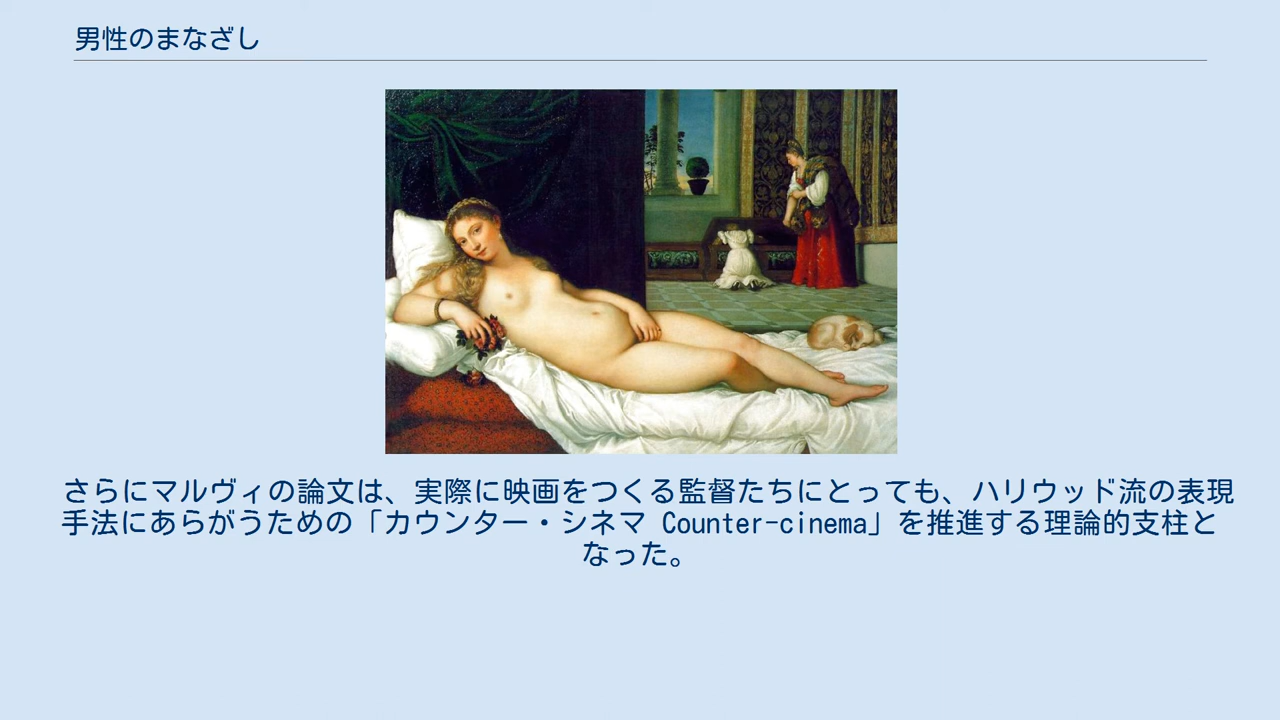 男性のまなざし
さらにマルヴィの論文は、実際に映画をつくる監督たちにとっても、ハリウッド流の表現
手法にあらがうための「カウンター・シネマ Counter-cinema」を推進する理論的支柱と
なった。